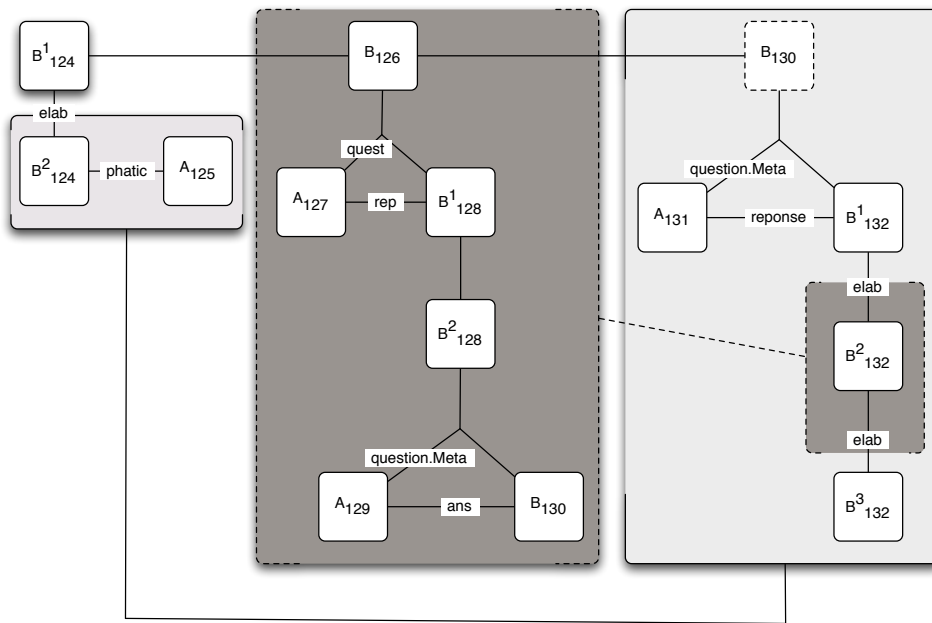 B¹₁₂₄
elab
B²₁₂₄
phatic
A₁₂₅
B₁₂₆
quest
A₁₂₇
rep
B¹₁₂₈
B²₁₂₈
question.Meta
A₁₂₉
ans
B₁₃₀
B₁₃₀
question.Meta
A₁₃₁
reponse
B¹₁₃₂
elab
B²₁₃₂
elab
B³₁₃₂